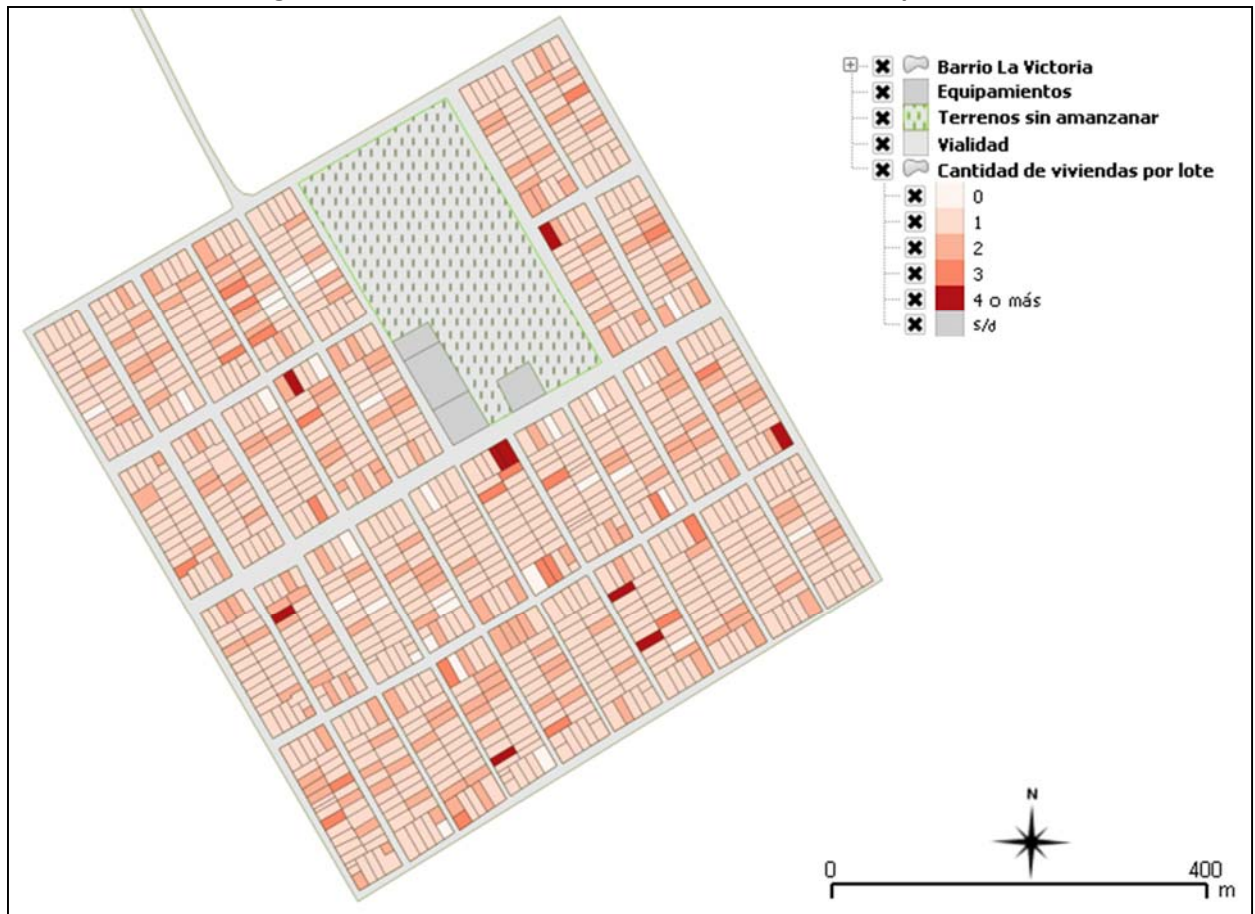 Barrio La Victoria
Equipamientos
Terrenos sin amanzanar
Vialidad
Cantidad de viviendas por lote
0
1
2
3
4 o más
s/d
N
0 400
m